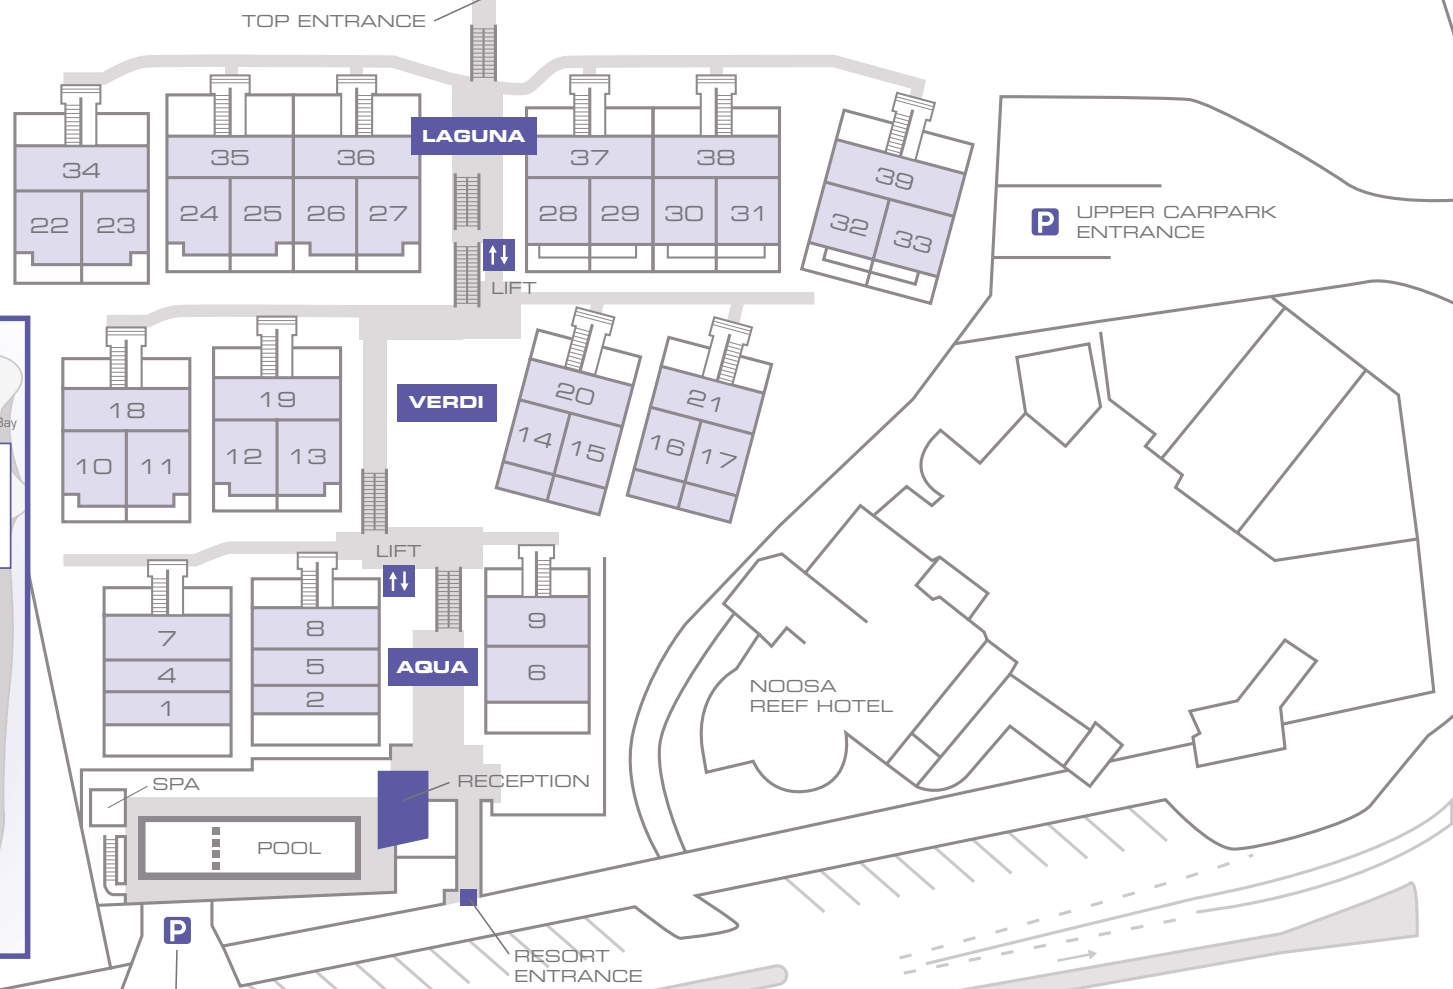 TOP ENTRANCE
LAGUNA
34
35
36
37
38
39
22
23
24
25
26
27
28
29
30
31
32
33
P
UPPER CARPARK
ENTRANCE
LIFT
VERDI
18
19
20
21
10
11
12
13
14
15
16
17
Bay
LIFT
AQUA
7
4
1
8
5
2
9
6
NOOSA
REEF HOTEL
SPA
RECEPTION
POOL
P
RESORT
ENTRANCE